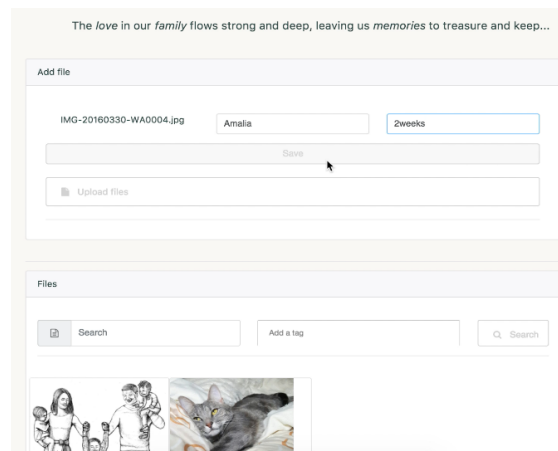 The love in our family flows strong and deep, leaving us memories to treasure and keep...
Add file
IMG-20160330-WA0004.jpg Amalia 2weeks
Save
Upload files
Files
Search Add a tag Search